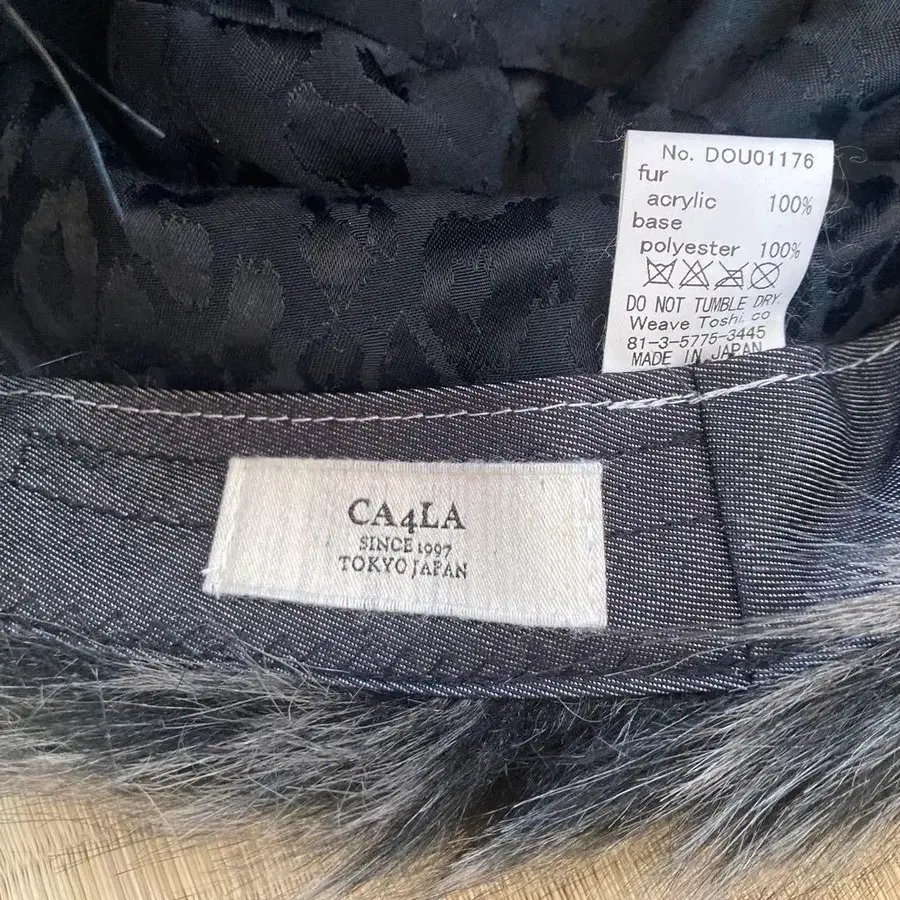 No. DOU01176
fur
acrylic 100%
base
polyester 100%
DO NOT TUMBLE DRY.
Weave Toshi.co
81-3-5775-3445
MADE IN JAPAN
CA4LA
SINCE 1997
TOKYO JAPAN